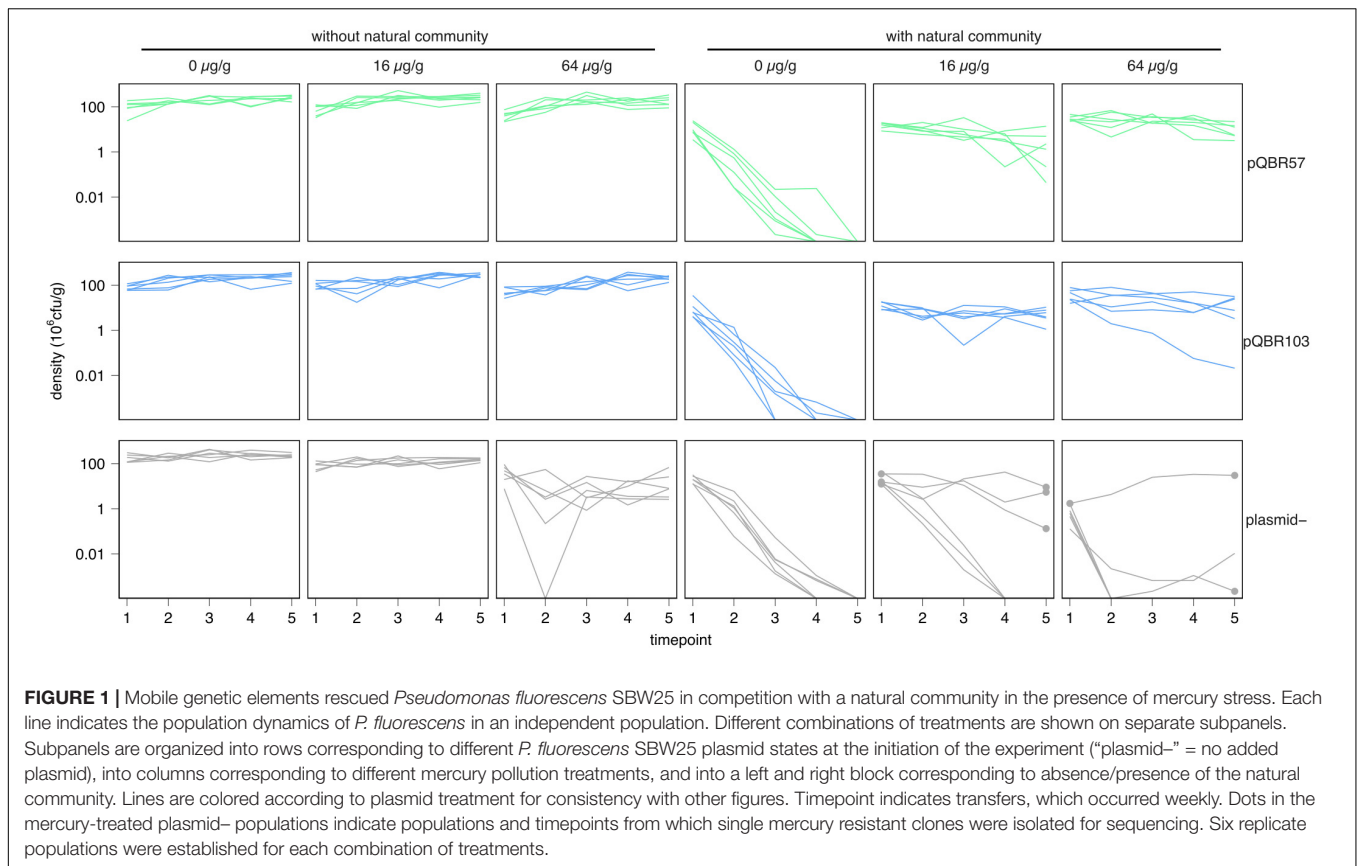 without natural community
with natural community
0 µg/g
16 µg/g
64 µg/g
0 µg/g
16 µg/g
64 µg/g
100
1
0.01
pQBR57
100
1
0.01
pQBR103
100
1
0.01
plasmid–
density (10⁶cfu/g)
1 2 3 4 5
1 2 3 4 5
1 2 3 4 5
1 2 3 4 5
1 2 3 4 5
1 2 3 4 5
timepoint
FIGURE 1 | Mobile genetic elements rescued Pseudomonas fluorescens SBW25 in competition with a natural community in the presence of mercury stress. Each
line indicates the population dynamics of P. fluorescens in an independent population. Different combinations of treatments are shown on separate subpanels.
Subpanels are organized into rows corresponding to different P. fluorescens SBW25 plasmid states at the initiation of the experiment (“plasmid–” = no added
plasmid), into columns corresponding to different mercury pollution treatments, and into a left and right block corresponding to absence/presence of the natural
community. Lines are colored according to plasmid treatment for consistency with other figures. Timepoint indicates transfers, which occurred weekly. Dots in the
mercury-treated plasmid– populations indicate populations and timepoints from which single mercury resistant clones were isolated for sequencing. Six replicate
populations were established for each combination of treatments.